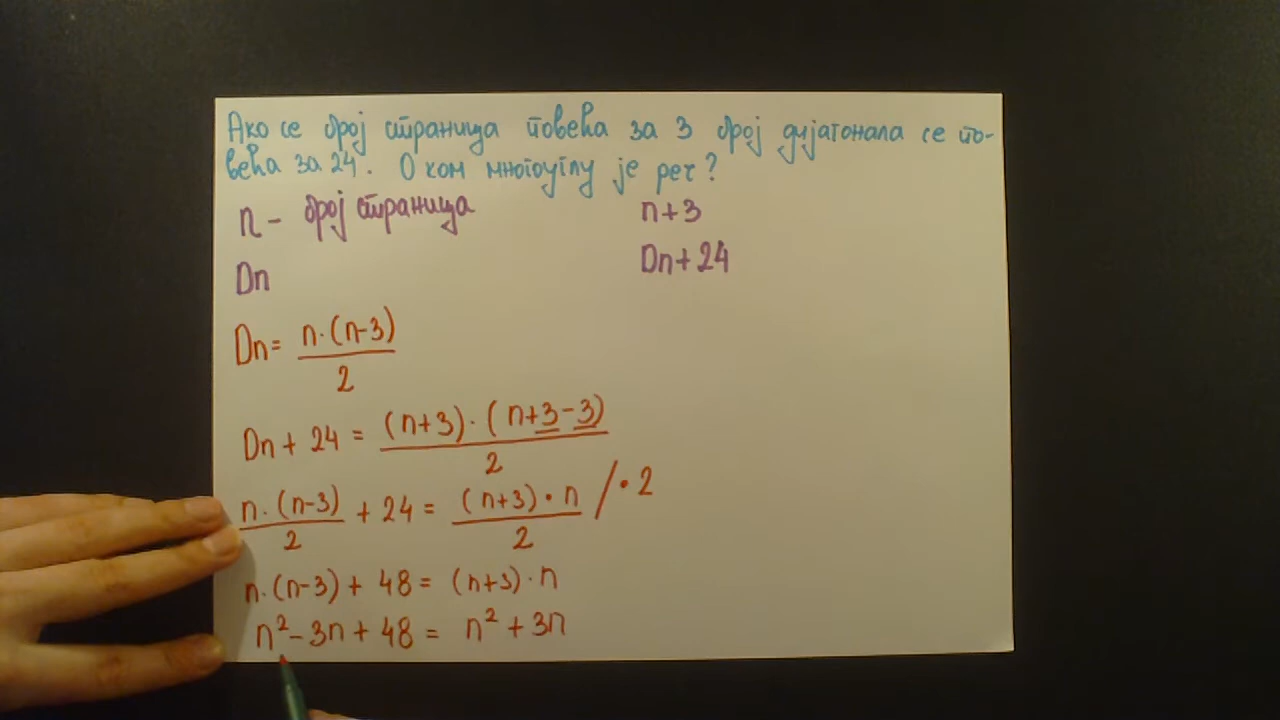 Ако се број страница повећа за 3 број дијагонала се по-
већа за 24. О ком многоуглу је реч?
n - број страница
n+3
Dn
Dn+24
Dn = n·(n-3)/2
Dn + 24 = (n+3)·(n+3-3)/2
n·(n-3)/2 + 24 = (n+3)·n/2 /·2
n·(n-3) + 48 = (n+3)·n
n² - 3n + 48 = n² + 3n